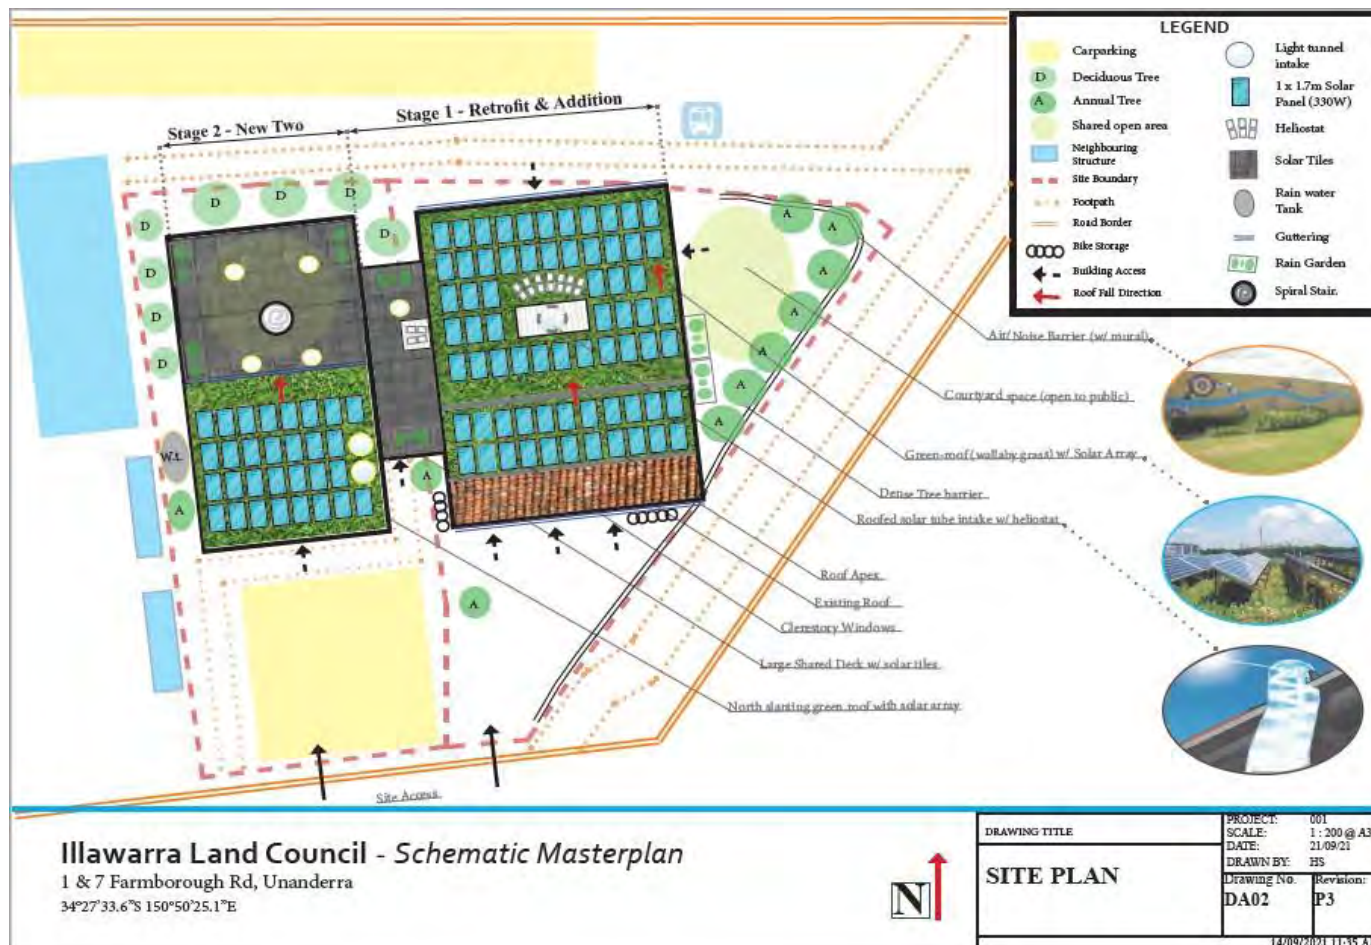 LEGEND
Carparking
D
Deciduous Tree
A
Annual Tree
Shared open area
Neighbouring
Structure
Site Boundary
Footpath
Road Border
Bike Storage
Building Access
Roof Fall Direction
Light tunnel
intake
1 x 1.7m Solar
Panel (330W)
Heliostat
Solar Tiles
Rain water
Tank
Guttering
Rain Garden
Spiral Stair.
Stage 2 - New Two
Stage 1 - Retrofit & Addition
D
D
D
D
D
D
D
D
D
A
A
A
A
A
A
A
A
A
A
W.t.
Air/ Noise Barrier (w/ mural)
Courtyard space (open to public)
Green-roof (wallaby grass) w/ Solar Array
Dense Tree barrier
Roofed solar tube intake w/ heliostat
Roof Apex
Existing Roof
Clerestory Windows
Large Shared Deck w/ solar tiles
North slanting green roof with solar array
Site Access
Illawarra Land Council - Schematic Masterplan
1 & 7 Farmborough Rd, Unanderra
34°27'33.6"S 150°50'25.1"E
N
DRAWING TITLE
SITE PLAN
PROJECT: 001
SCALE: 1 : 200 @ A3
DATE: 21/09/21
DRAWN BY: HS
Drawing No.
DA02
Revision:
P3
14/09/2021 11:35 A